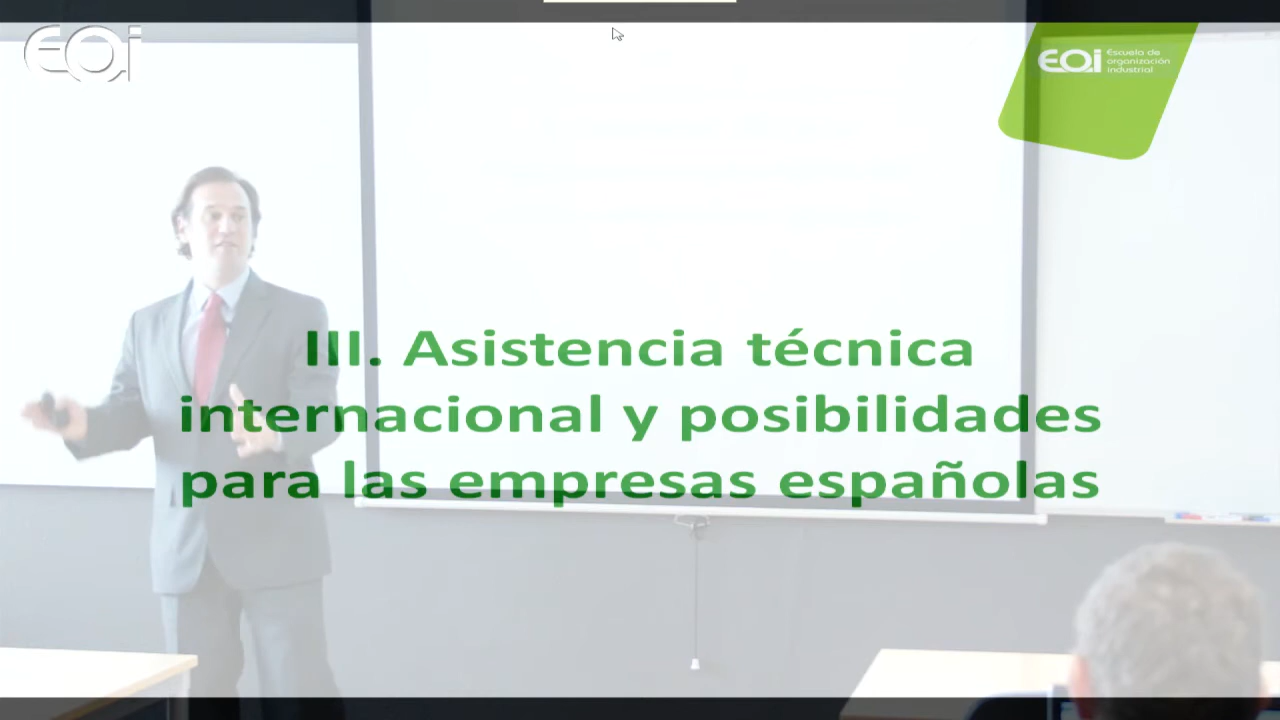 EOi
EOi
Escuela de
organización
industrial
III. Asistencia técnica
internacional y posibilidades
para las empresas españolas